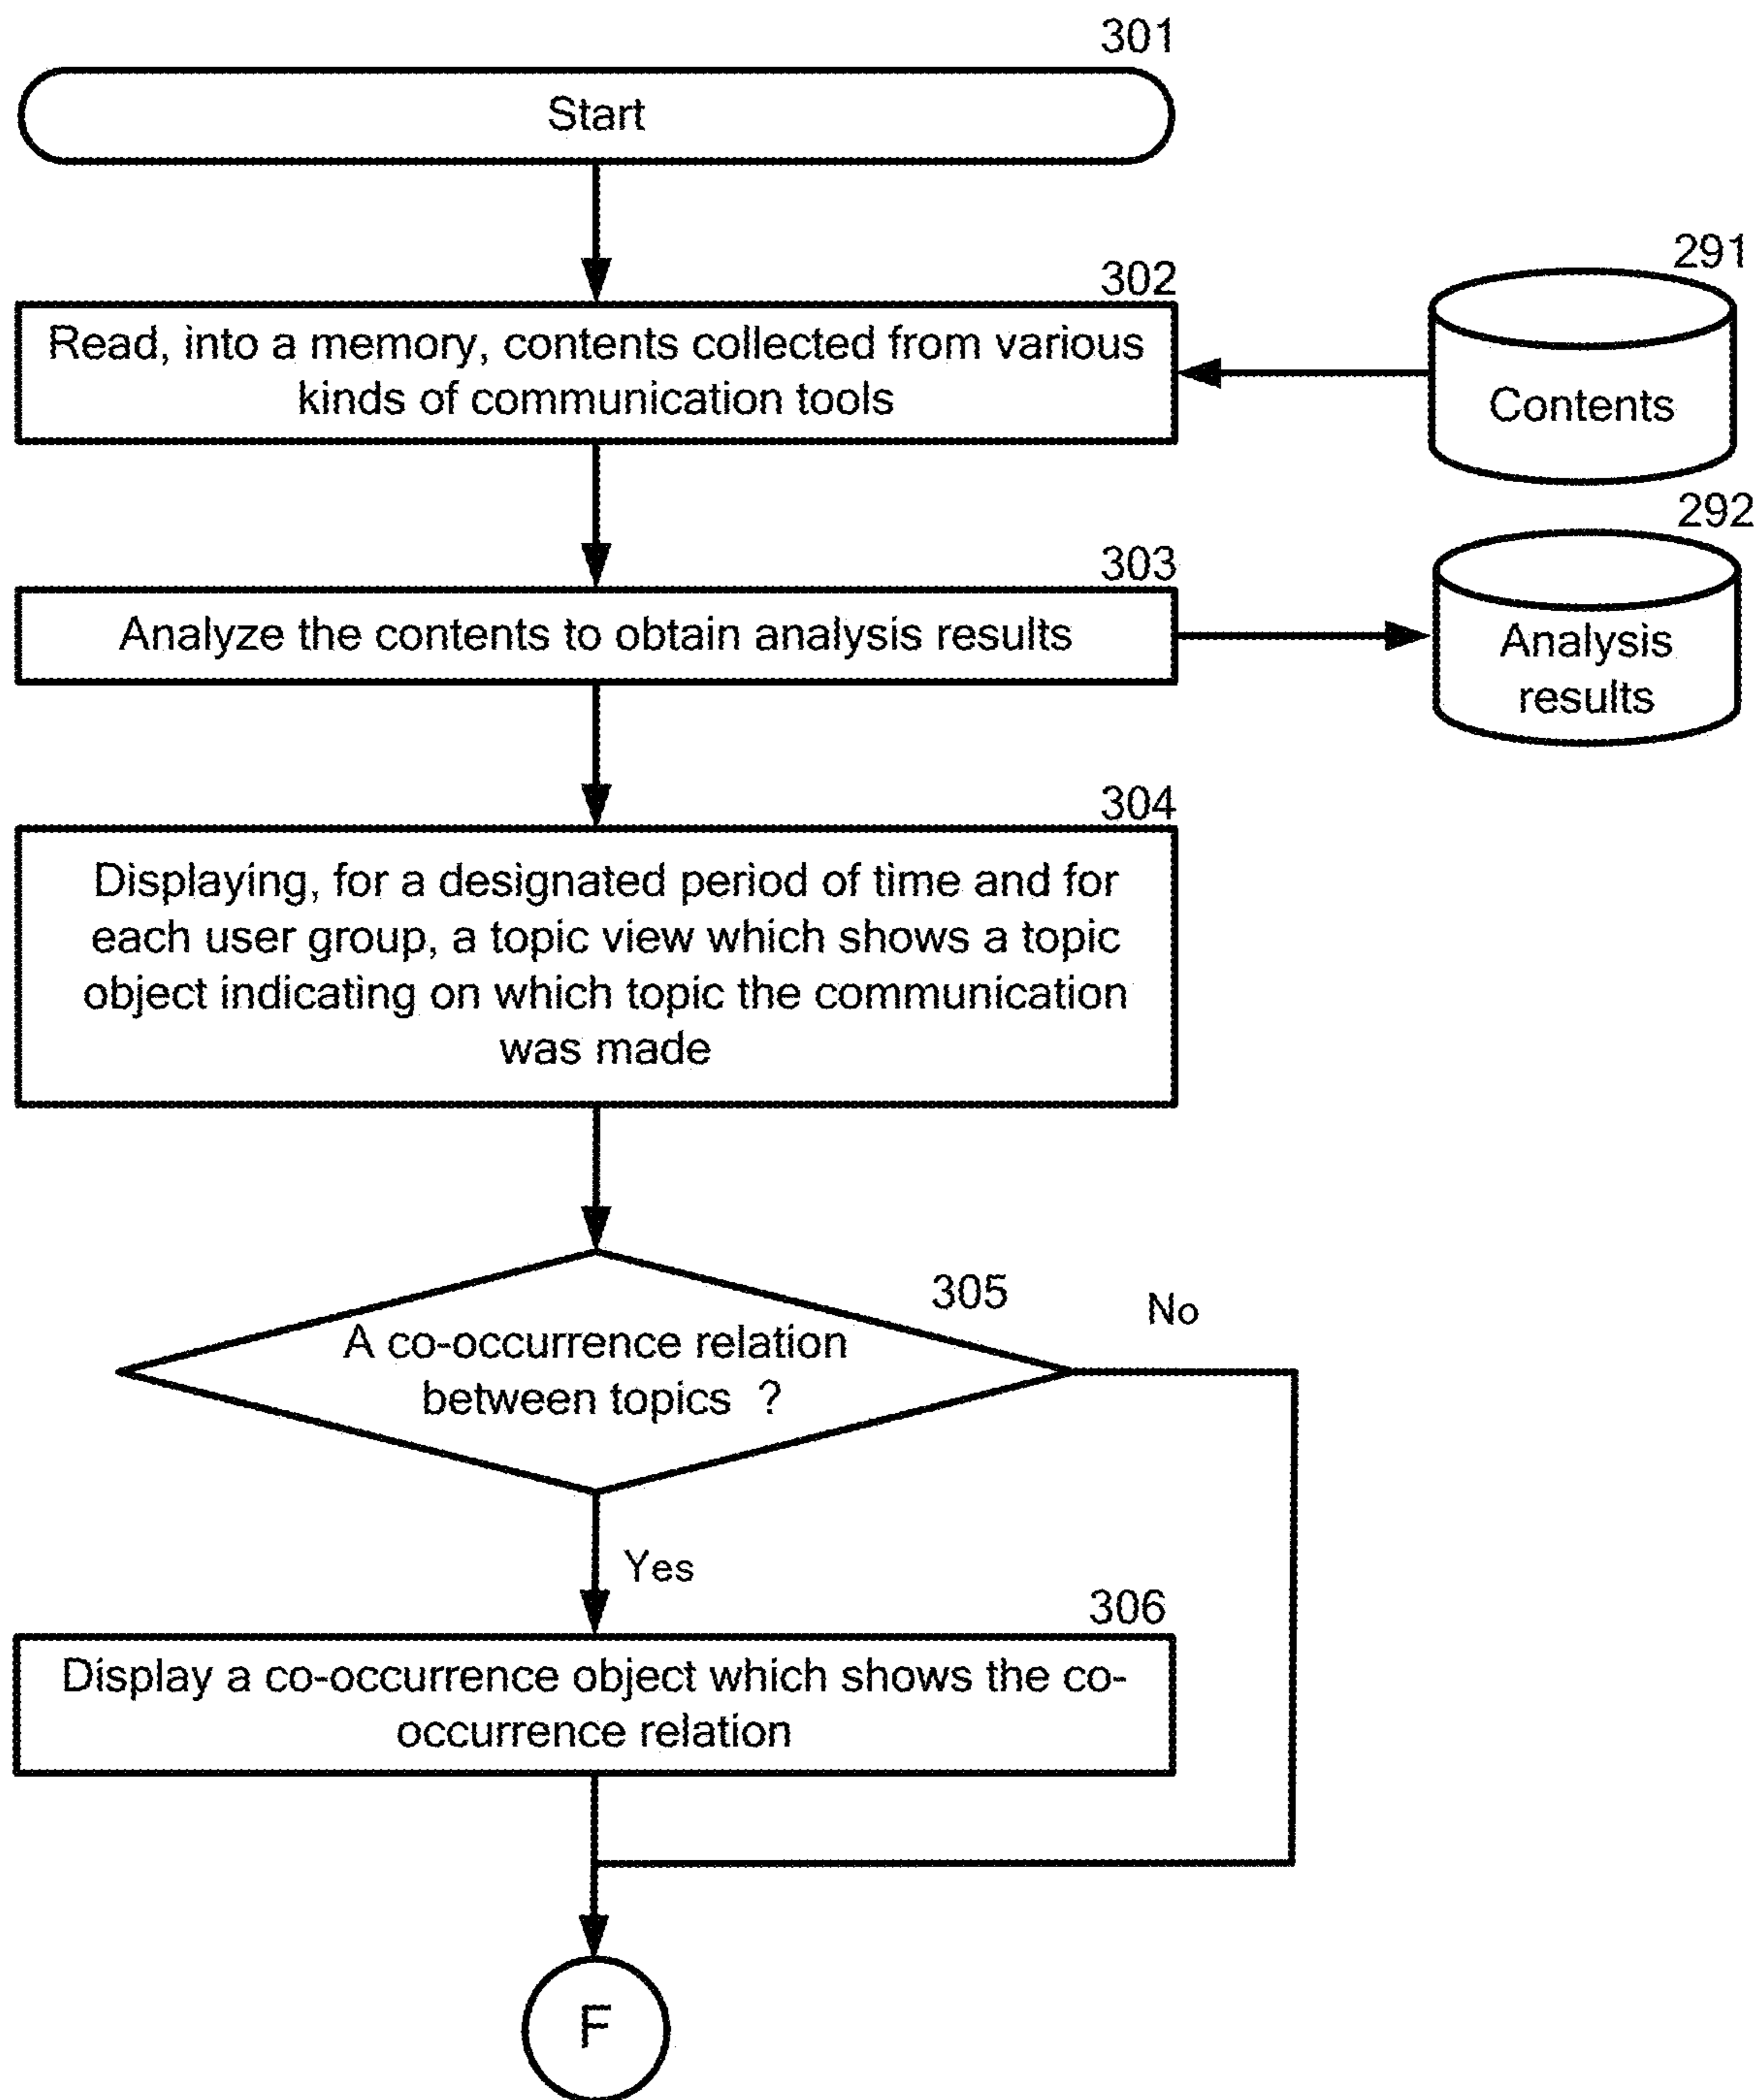 301
Start
302
Read, into a memory, contents collected from various
kinds of communication tools
291
Contents
303
Analyze the contents to obtain analysis results
292
Analysis
results
304
Displaying, for a designated period of time and for
each user group, a topic view which shows a topic
object indicating on which topic the communication
was made
305
A co-occurrence relation
between topics ?
No
Yes
306
Display a co-occurrence object which shows the co-
occurrence relation
F